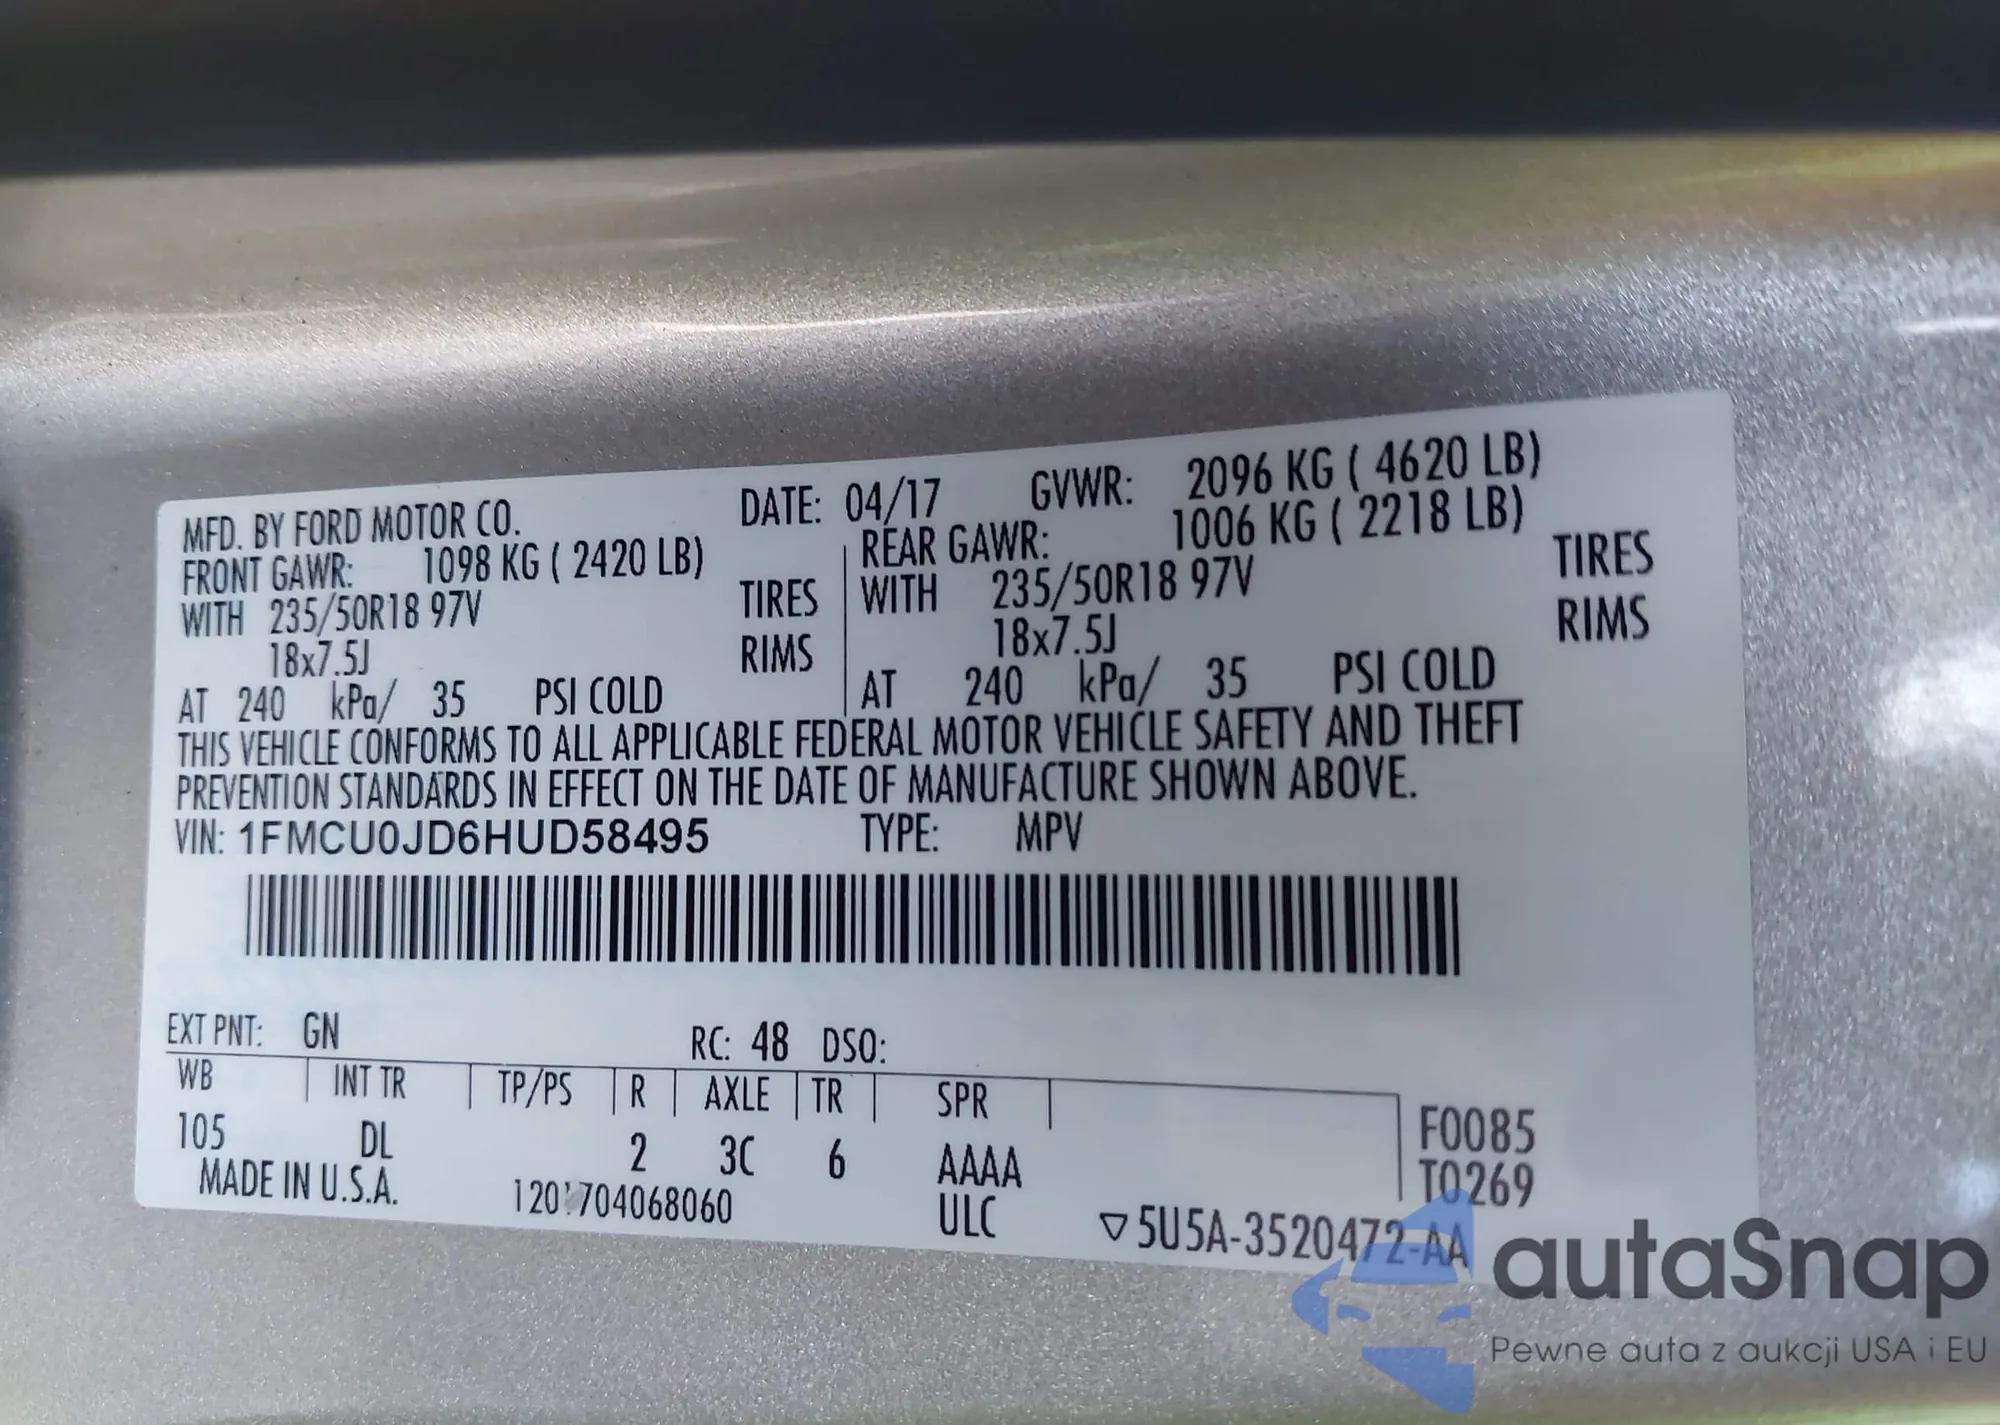 MFD. BY FORD MOTOR CO. DATE: 04/17 GVWR: 2096 KG ( 4620 LB)
FRONT GAWR: 1098 KG ( 2420 LB) REAR GAWR: 1006 KG ( 2218 LB)
WITH 235/50R18 97V TIRES WITH 235/50R18 97V TIRES
18x7.5J RIMS 18x7.5J RIMS
AT 240 kPa/ 35 PSI COLD AT 240 kPa/ 35 PSI COLD
THIS VEHICLE CONFORMS TO ALL APPLICABLE FEDERAL MOTOR VEHICLE SAFETY AND THEFT
PREVENTION STANDARDS IN EFFECT ON THE DATE OF MANUFACTURE SHOWN ABOVE.
VIN: 1FMCU0JD6HUD58495 TYPE: MPV
EXT PNT: GN RC: 48 DSO:
WB INT TR TP/PS R AXLE TR SPR
105 DL 2 3C 6 AAAA F0085
MADE IN U.S.A. 1201704068060 ULC T0269
▽5U5A-3520472-AA
autaSnap
Pewne auta z aukcji USA i EU